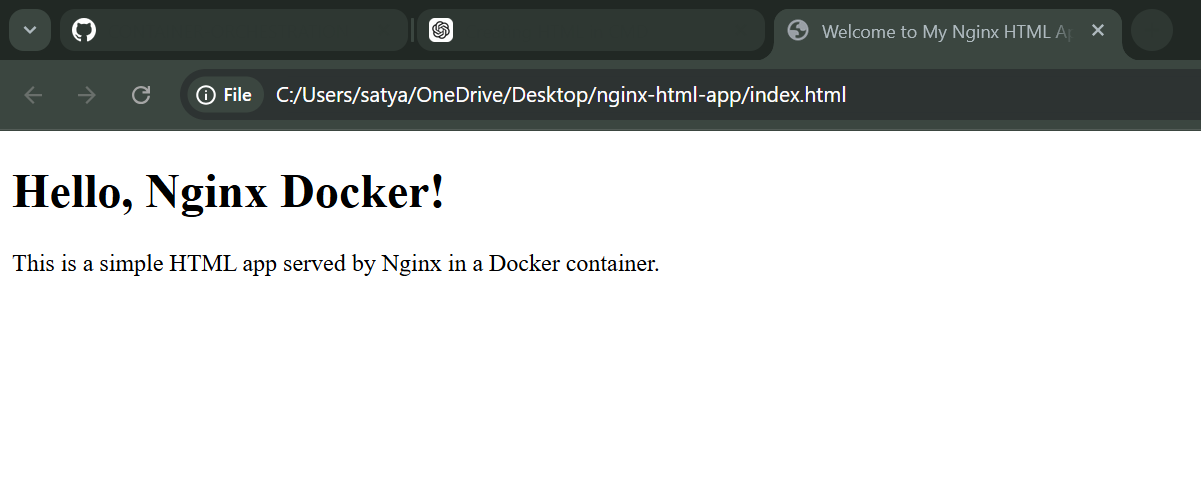 Welcome to My Nginx HTML Ap
File
C:/Users/satya/OneDrive/Desktop/nginx-html-app/index.html
Hello, Nginx Docker!
This is a simple HTML app served by Nginx in a Docker container.